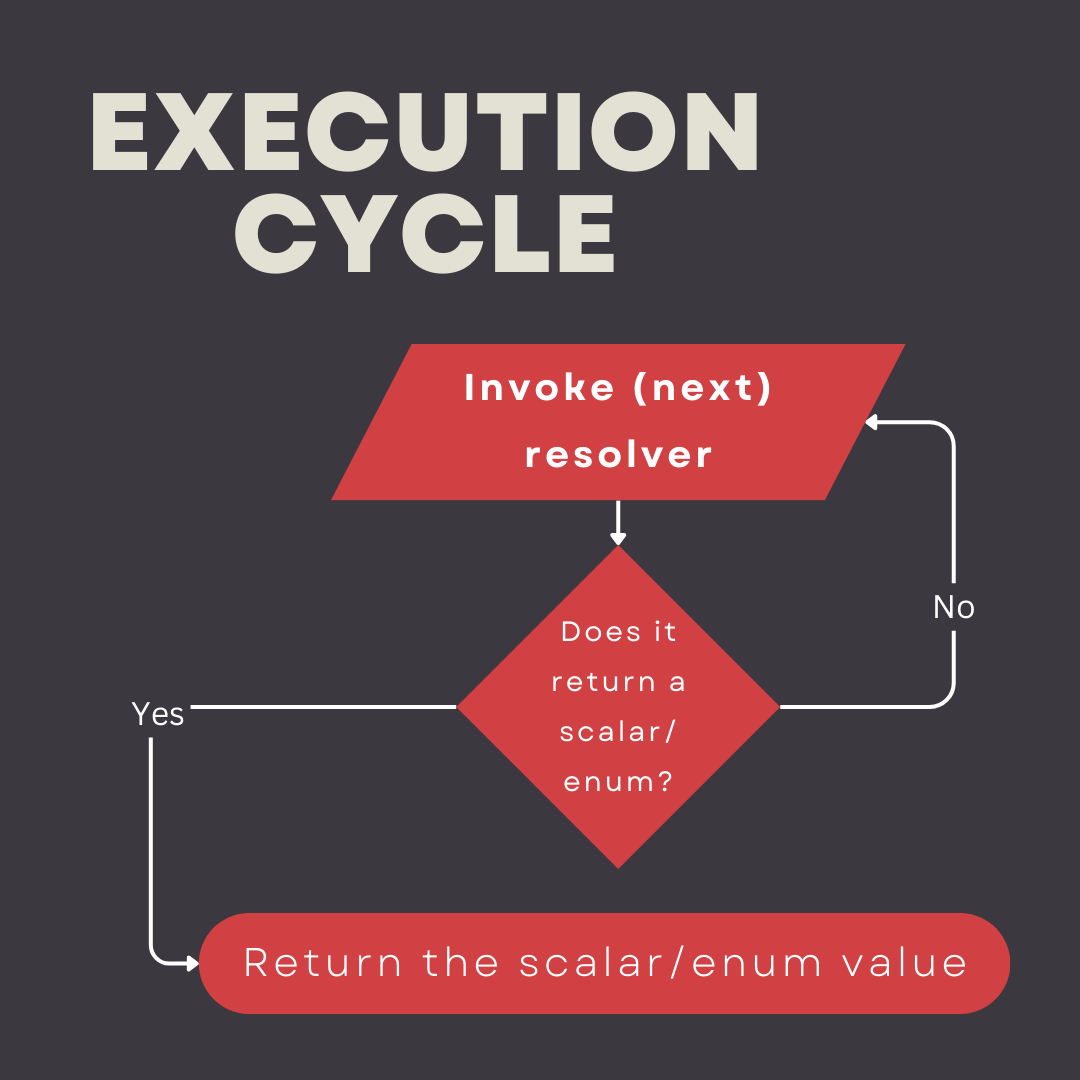 EXECUTION
CYCLE
Invoke (next)
resolver
Does it
return a
scalar/
enum?
No
Yes
Return the scalar/enum value